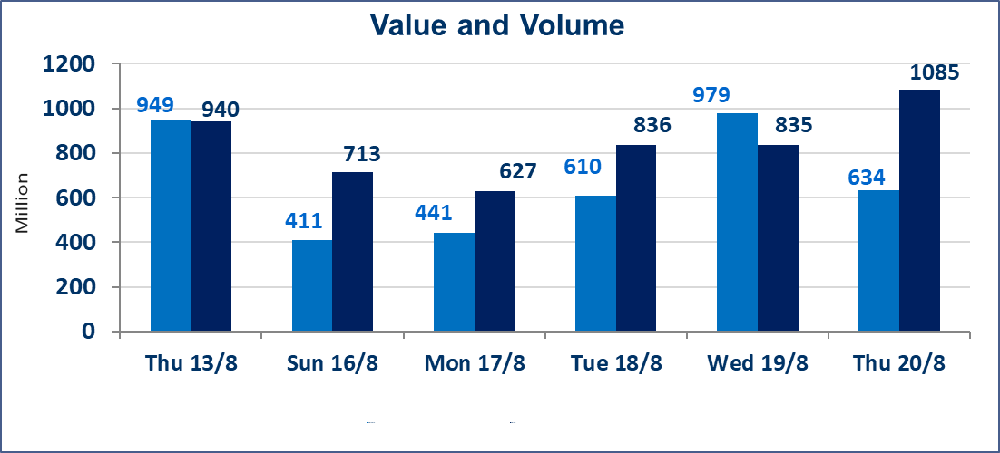 Value and Volume
Million
1200
1000
800
600
400
200
0
949
940
411
713
441
627
610
836
979
835
634
1085
Thu 13/8
Sun 16/8
Mon 17/8
Tue 18/8
Wed 19/8
Thu 20/8